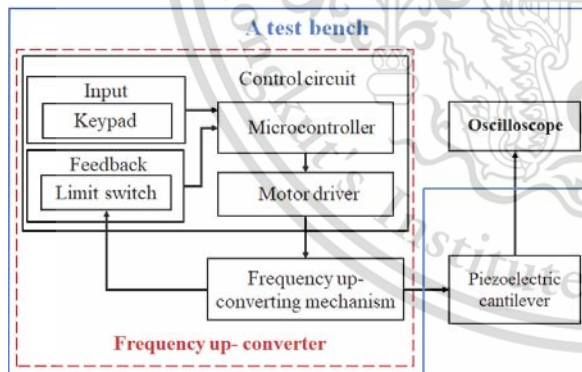 A test bench
Control circuit
Input
Keypad
Microcontroller
Oscilloscope
Feedback
Limit switch
Motor driver
Frequency up-
converting mechanism
Piezoelectric
cantilever
Frequency up- converter
Institute